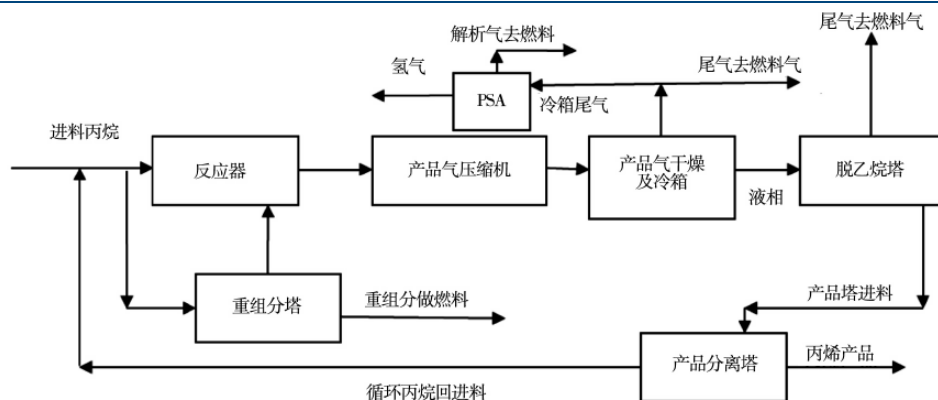 尾气去燃料气
解析气去燃料
氢气
尾气去燃料气
PSA
冷箱尾气
进料丙烷
反应器
产品气压缩机
产品气干燥
及冷箱
脱乙烷塔
液相
重组分塔
重组分做燃料
产品塔进料
产品分离塔
丙烯产品
循环丙烷回进料